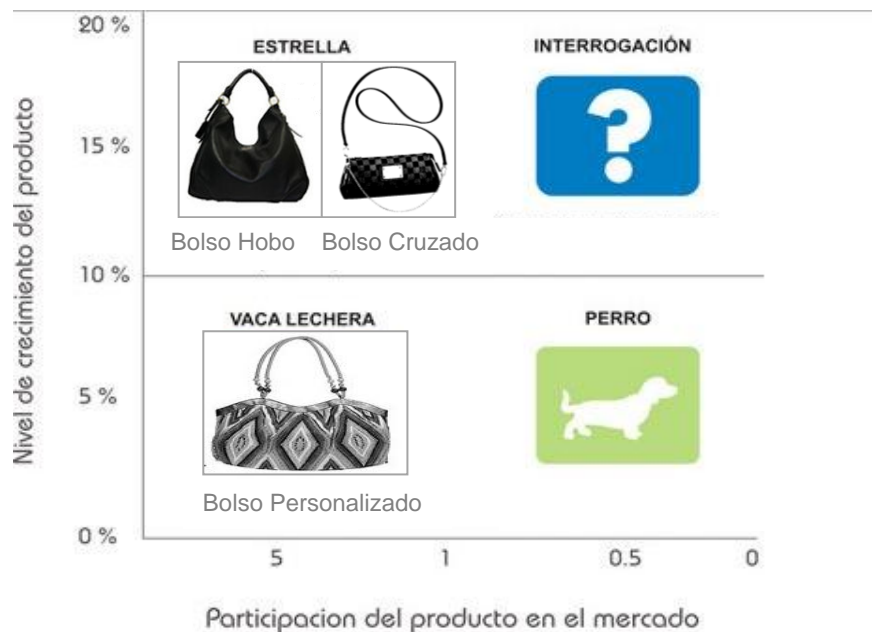 20 %
ESTRELLA
INTERROGACIÓN
?
15 %
Bolso Hobo
Bolso Cruzado
10 %
VACA LECHERA
PERRO
5 %
Bolso Personalizado
0 %
5
1
0.5
0
Nivel de crecimiento del producto
Participacion del producto en el mercado